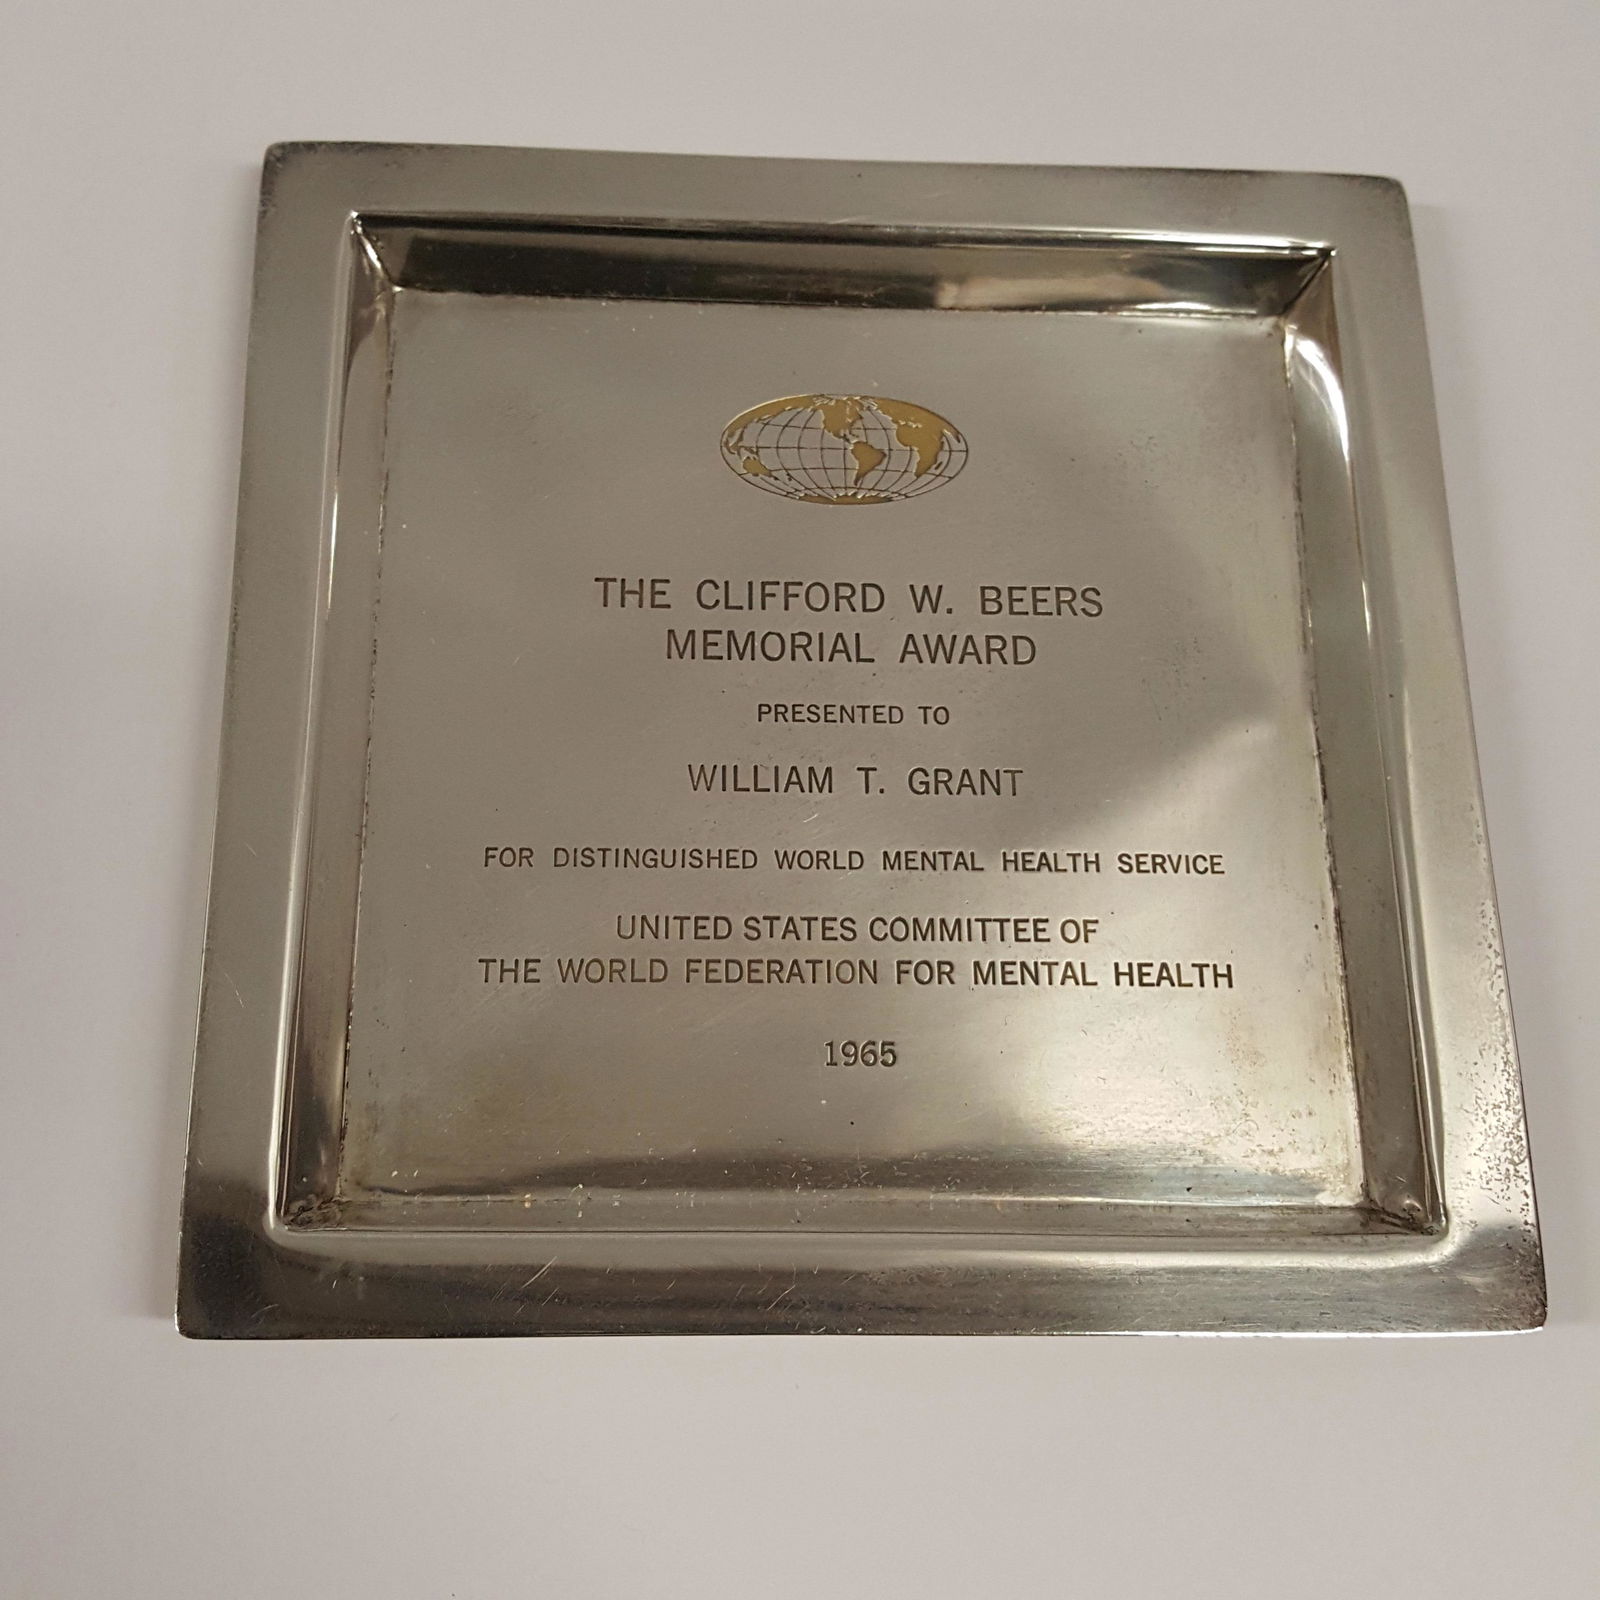 THE CLIFFORD W. BEERS
MEMORIAL AWARD
PRESENTED TO
WILLIAM T. GRANT
FOR DISTINGUISHED WORLD MENTAL HEALTH SERVICE
UNITED STATES COMMITTEE OF
THE WORLD FEDERATION FOR MENTAL HEALTH
1965